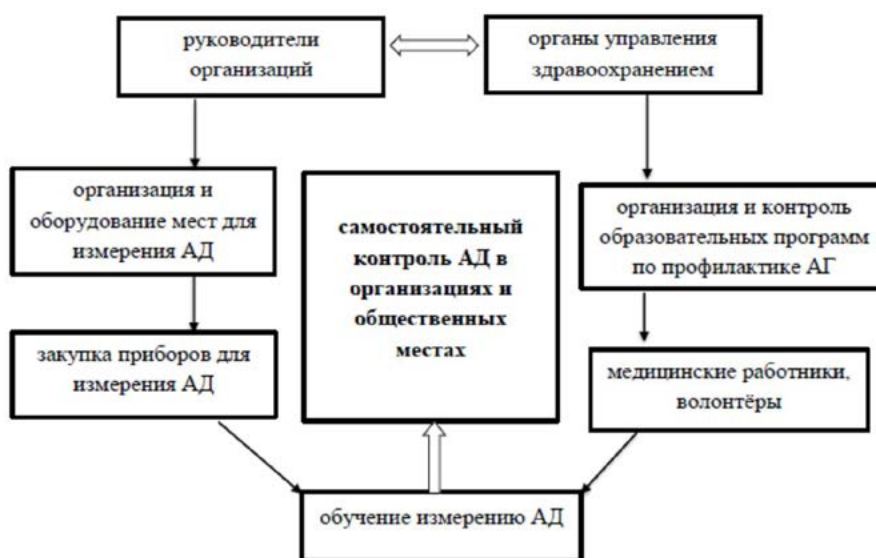 руководители
организаций
органы управления
здравоохранением
организация и
оборудование мест для
измерения АД
самостоятельный
контроль АД в
организациях и
общественных
местах
организация и контроль
образовательных программ
по профилактике АГ
закупка приборов для
измерения АД
медицинские работники,
волонтёры
обучение измерению АД